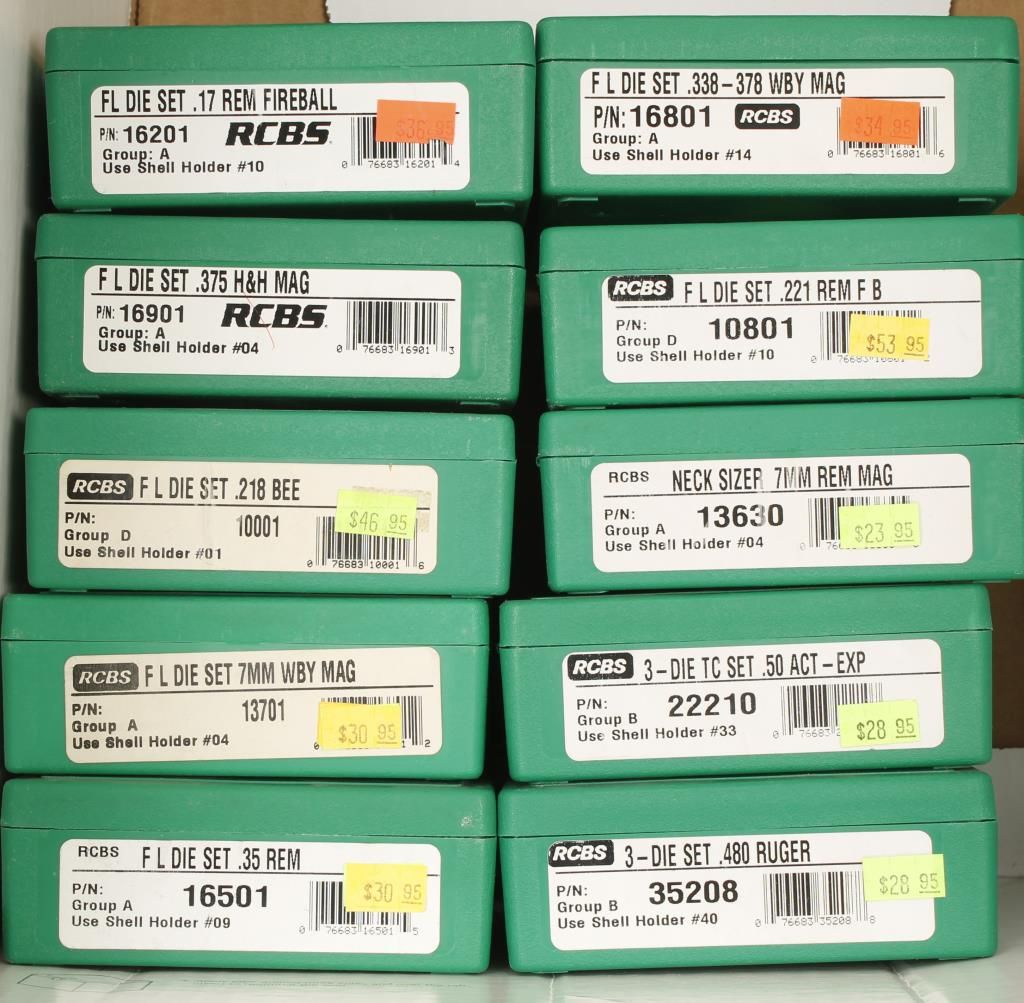 FL DIE SET .17 REM FIREBALL
P/N: 16201 RCBS $36.95
Group: A
Use Shell Holder #10
0 76683 16201 4
F L DIE SET .338-378 WBY MAG
P/N: 16801 RCBS $34.95
Group: A
Use Shell Holder #14
0 76683 16801 6
F L DIE SET .375 H&H MAG
P/N: 16901 RCBS
Group: A
Use Shell Holder #04
0 76683 16901 3
RCBS F L DIE SET .221 REM F B
P/N: 10801
Group D $53 95
Use Shell Holder #10
RCBS F L DIE SET .218 BEE
P/N: 10001 $46 95
Group D
Use Shell Holder #01
0 76683 10001 6
RCBS NECK SIZER 7MM REM MAG
P/N: 13630
Group A $23 95
Use Shell Holder #04
RCBS F L DIE SET 7MM WBY MAG
P/N: 13701
Group A $30 95
Use Shell Holder #04
RCBS 3-DIE TC SET .50 ACT-EXP
P/N: 22210
Group B
Use Shell Holder #33 $28 95
0 76683
RCBS F L DIE SET .35 REM
P/N: 16501 $30 95
Group A
Use Shell Holder #09
0 76683 16501 5
RCBS 3-DIE SET .480 RUGER
P/N: 35208 $28 95
Group B
Use Shell Holder #40
0 76683 35208 8